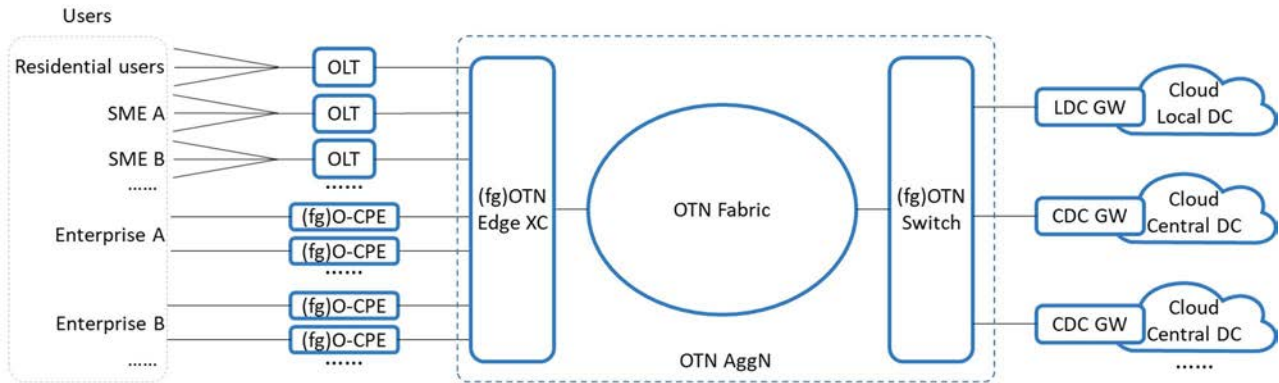 Users
Residential users
SME A
SME B
......
Enterprise A
Enterprise B
......
OLT
OLT
OLT
......
(fg)O-CPE
(fg)O-CPE
......
(fg)O-CPE
(fg)O-CPE
......
(fg)OTN
Edge XC
OTN Fabric
OTN AggN
(fg)OTN
Switch
LDC GW
Cloud
Local DC
CDC GW
Cloud
Central DC
CDC GW
Cloud
Central DC
......